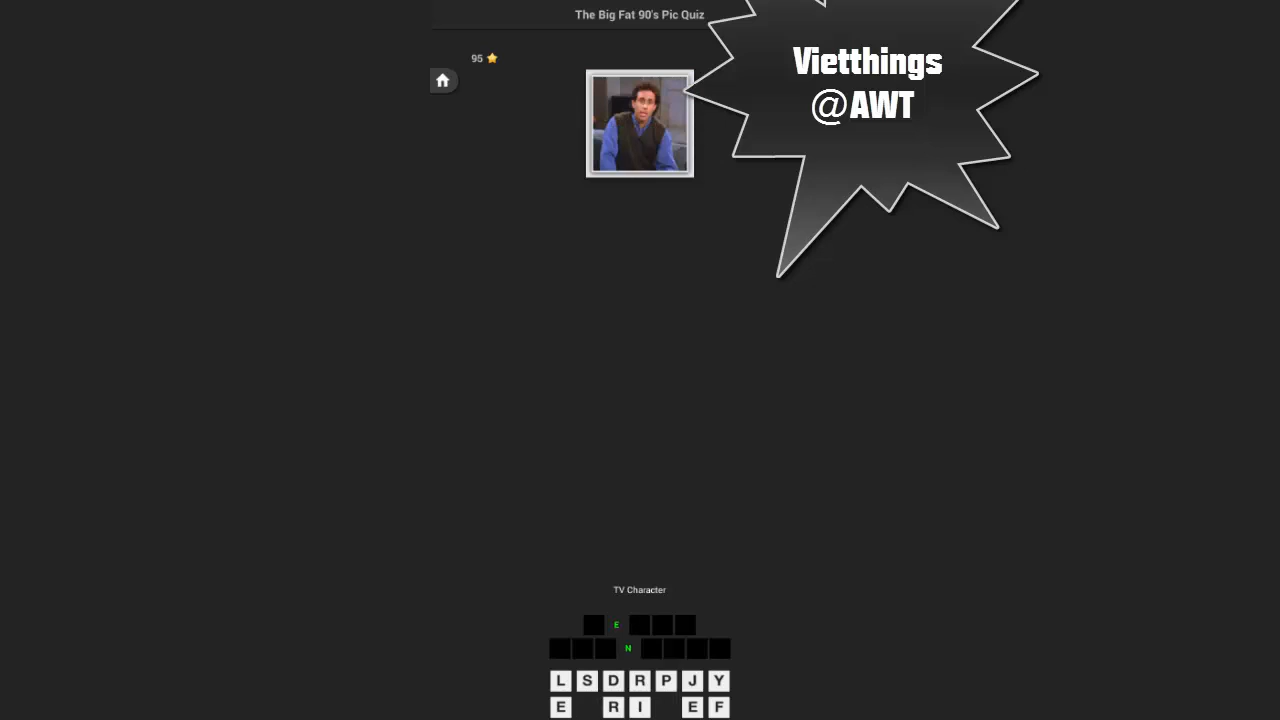 The Big Fat 90's Pic Quiz
95
Vietthings
@AWT
TV Character
E
N
L S D R P J Y
E R I E F